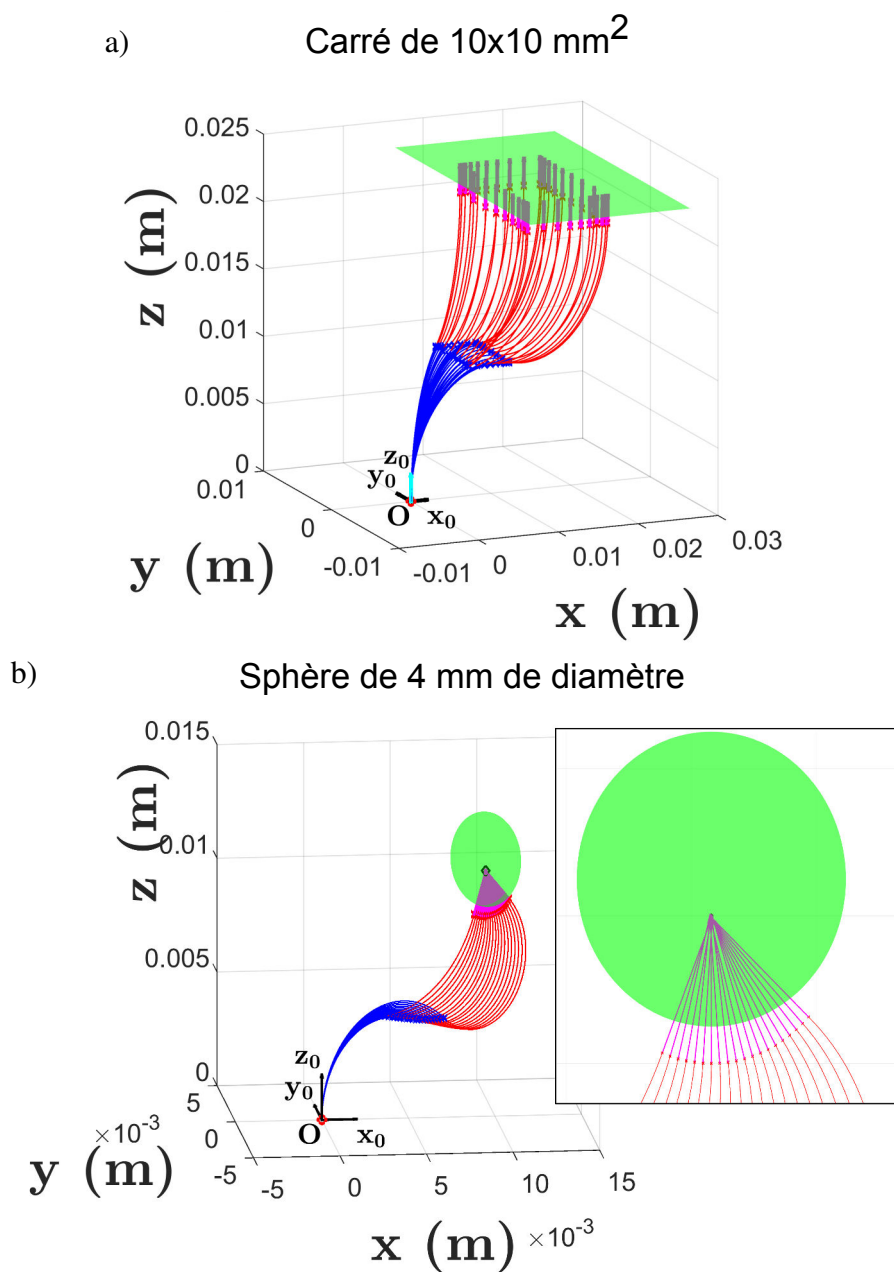 a) Carré de 10x10 mm²
0.025
0.02
0.015
0.01
0.005
0
z (m)
z₀
y₀
O x₀
0.01
0
-0.01
y (m)
-0.01 0 0.01 0.02 0.03
x (m)
b) Sphère de 4 mm de diamètre
0.015
0.01
0.005
0
z (m)
z₀
y₀
O x₀
5
×10⁻³
0
-5
y (m)
-5 0 5 10 15
x (m) ×10⁻³